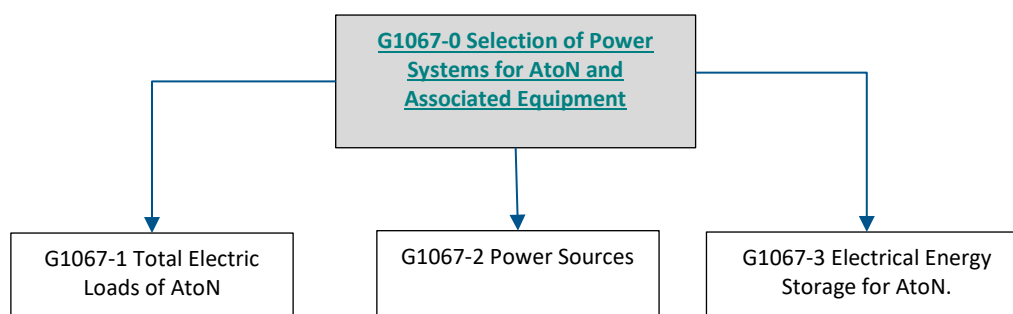 G1067-0 Selection of Power
Systems for AtoN and
Associated Equipment
G1067-1 Total Electric
Loads of AtoN
G1067-2 Power Sources
G1067-3 Electrical Energy
Storage for AtoN.